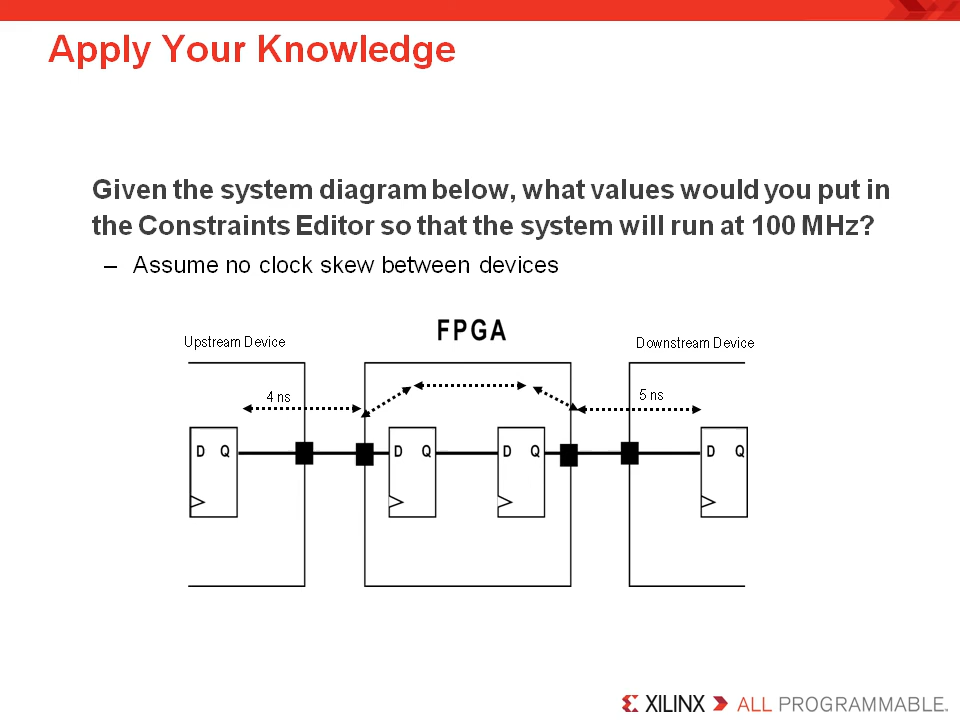 Apply Your Knowledge
Given the system diagram below, what values would you put in
the Constraints Editor so that the system will run at 100 MHz?
– Assume no clock skew between devices
FPGA
Upstream Device
Downstream Device
4 ns
5 ns
D Q
D Q
D Q
D Q
XILINX ALL PROGRAMMABLE.